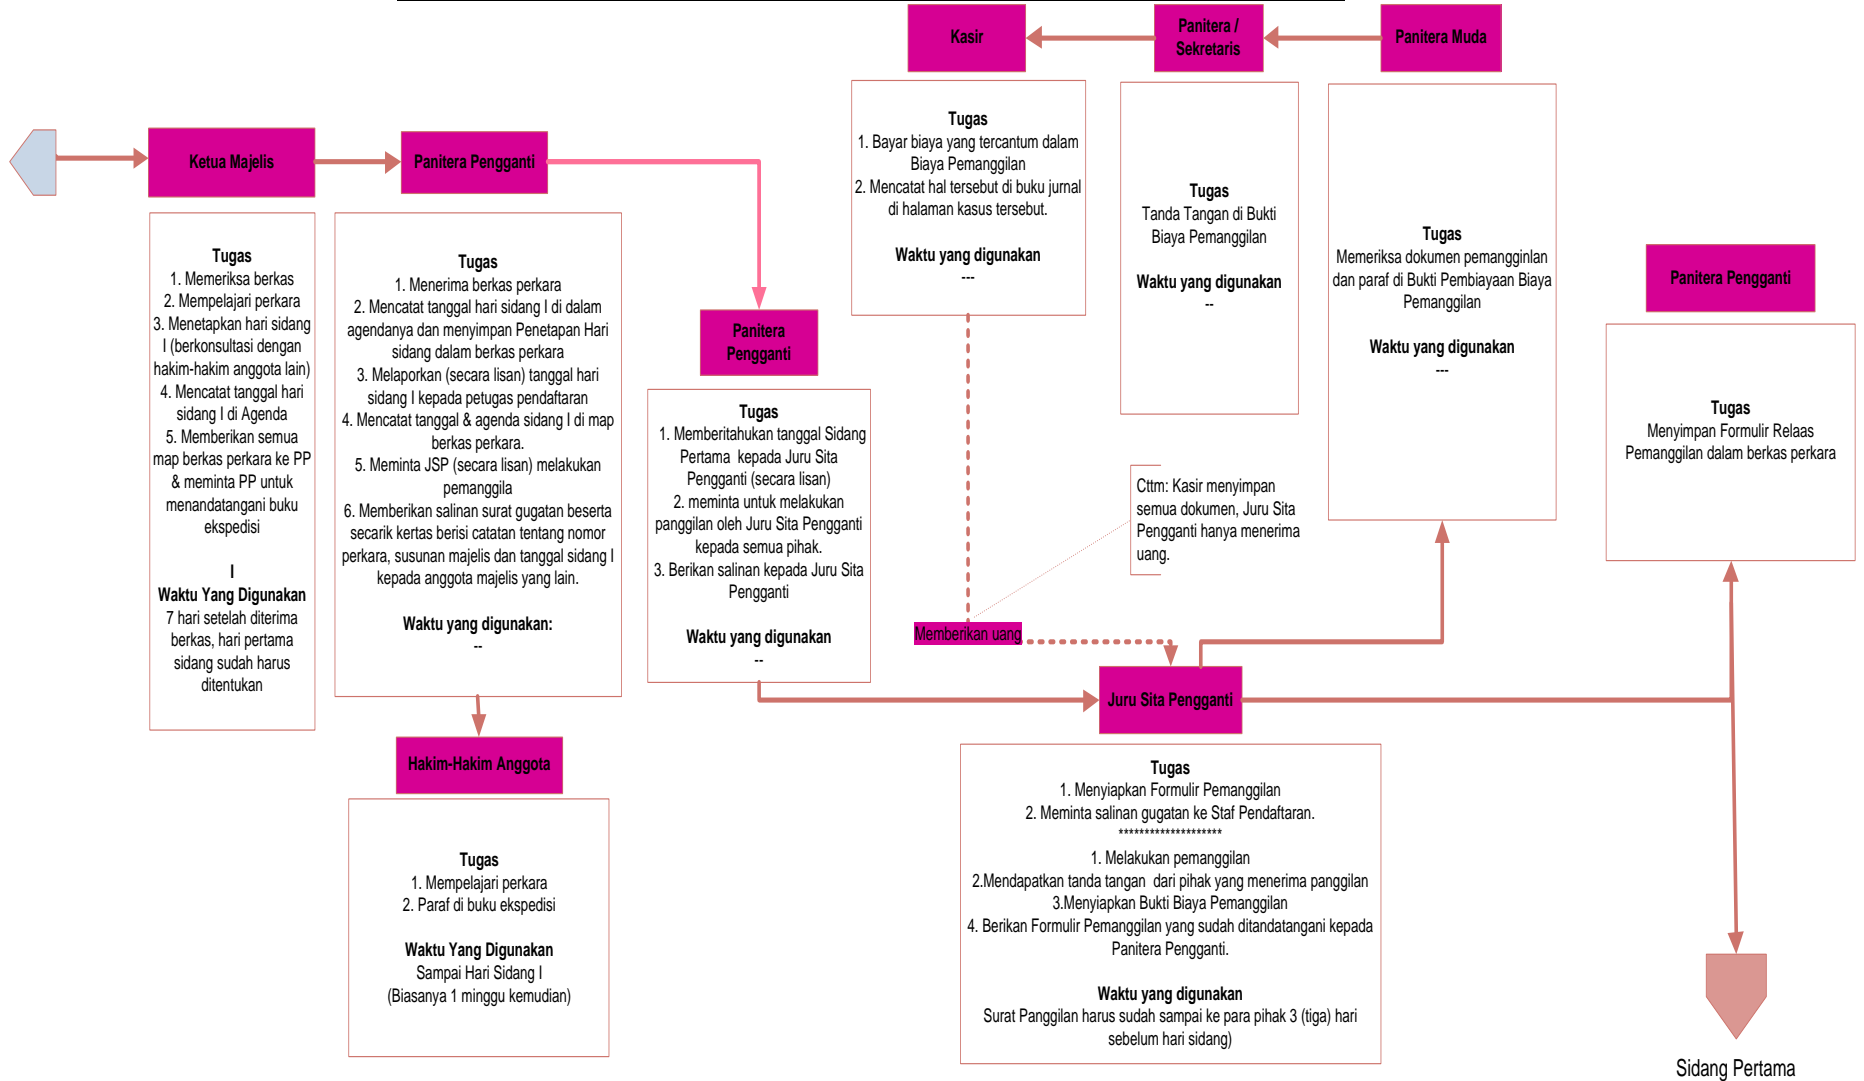 Kasir
Panitera /
Sekretaris
Panitera Muda
Tugas
1. Bayar biaya yang tercantum dalam
Biaya Pemanggilan
2. Mencatat hal tersebut di buku jurnal
di halaman kasus tersebut.
Waktu yang digunakan
---
Tugas
Tanda Tangan di Bukti
Biaya Pemanggilan
Waktu yang digunakan
--
Tugas
Memeriksa dokumen pemangginlan
dan paraf di Bukti Pembiayaan Biaya
Pemanggilan
Waktu yang digunakan
---
Ketua Majelis
Panitera Pengganti
Tugas
1. Memeriksa berkas
2. Mempelajari perkara
3. Menetapkan hari sidang
I (berkonsultasi dengan
hakim-hakim anggota lain)
4. Mencatat tanggal hari
sidang I di Agenda
5. Memberikan semua
map berkas perkara ke PP
& meminta PP untuk
menandatangani buku
ekspedisi
I
Waktu Yang Digunakan
7 hari setelah diterima
berkas, hari pertama
sidang sudah harus
ditentukan
Tugas
1. Menerima berkas perkara
2. Mencatat tanggal hari sidang I di dalam
agendanya dan menyimpan Penetapan Hari
sidang dalam berkas perkara
3. Melaporkan (secara lisan) tanggal hari
sidang I kepada petugas pendaftaran
4. Mencatat tanggal & agenda sidang I di map
berkas perkara.
5. Meminta JSP (secara lisan) melakukan
pemanggila
6. Memberikan salinan surat gugatan beserta
secarik kertas berisi catatan tentang nomor
perkara, susunan majelis dan tanggal sidang I
kepada anggota majelis yang lain.
Waktu yang digunakan:
--
Panitera
Pengganti
Tugas
1. Memberitahukan tanggal Sidang
Pertama  kepada Juru Sita
Pengganti (secara lisan)
2. meminta untuk melakukan
panggilan oleh Juru Sita Pengganti
kepada semua pihak.
3. Berikan salinan kepada Juru Sita
Pengganti
Waktu yang digunakan
--
Panitera Pengganti
Tugas
Menyimpan Formulir Relaas
Pemanggilan dalam berkas perkara
Cttm: Kasir menyimpan
semua dokumen, Juru Sita
Pengganti hanya menerima
uang.
Memberikan uang
Juru Sita Pengganti
Tugas
1. Menyiapkan Formulir Pemanggilan
2. Meminta salinan gugatan ke Staf Pendaftaran.
********************
1. Melakukan pemanggilan
2.Mendapatkan tanda tangan  dari pihak yang menerima panggilan
3.Menyiapkan Bukti Biaya Pemanggilan
4. Berikan Formulir Pemanggilan yang sudah ditandatangani kepada
Panitera Pengganti.
Waktu yang digunakan
Surat Panggilan harus sudah sampai ke para pihak 3 (tiga) hari
sebelum hari sidang)
Hakim-Hakim Anggota
Tugas
1. Mempelajari perkara
2. Paraf di buku ekspedisi
Waktu Yang Digunakan
Sampai Hari Sidang I
(Biasanya 1 minggu kemudian)
Sidang Pertama